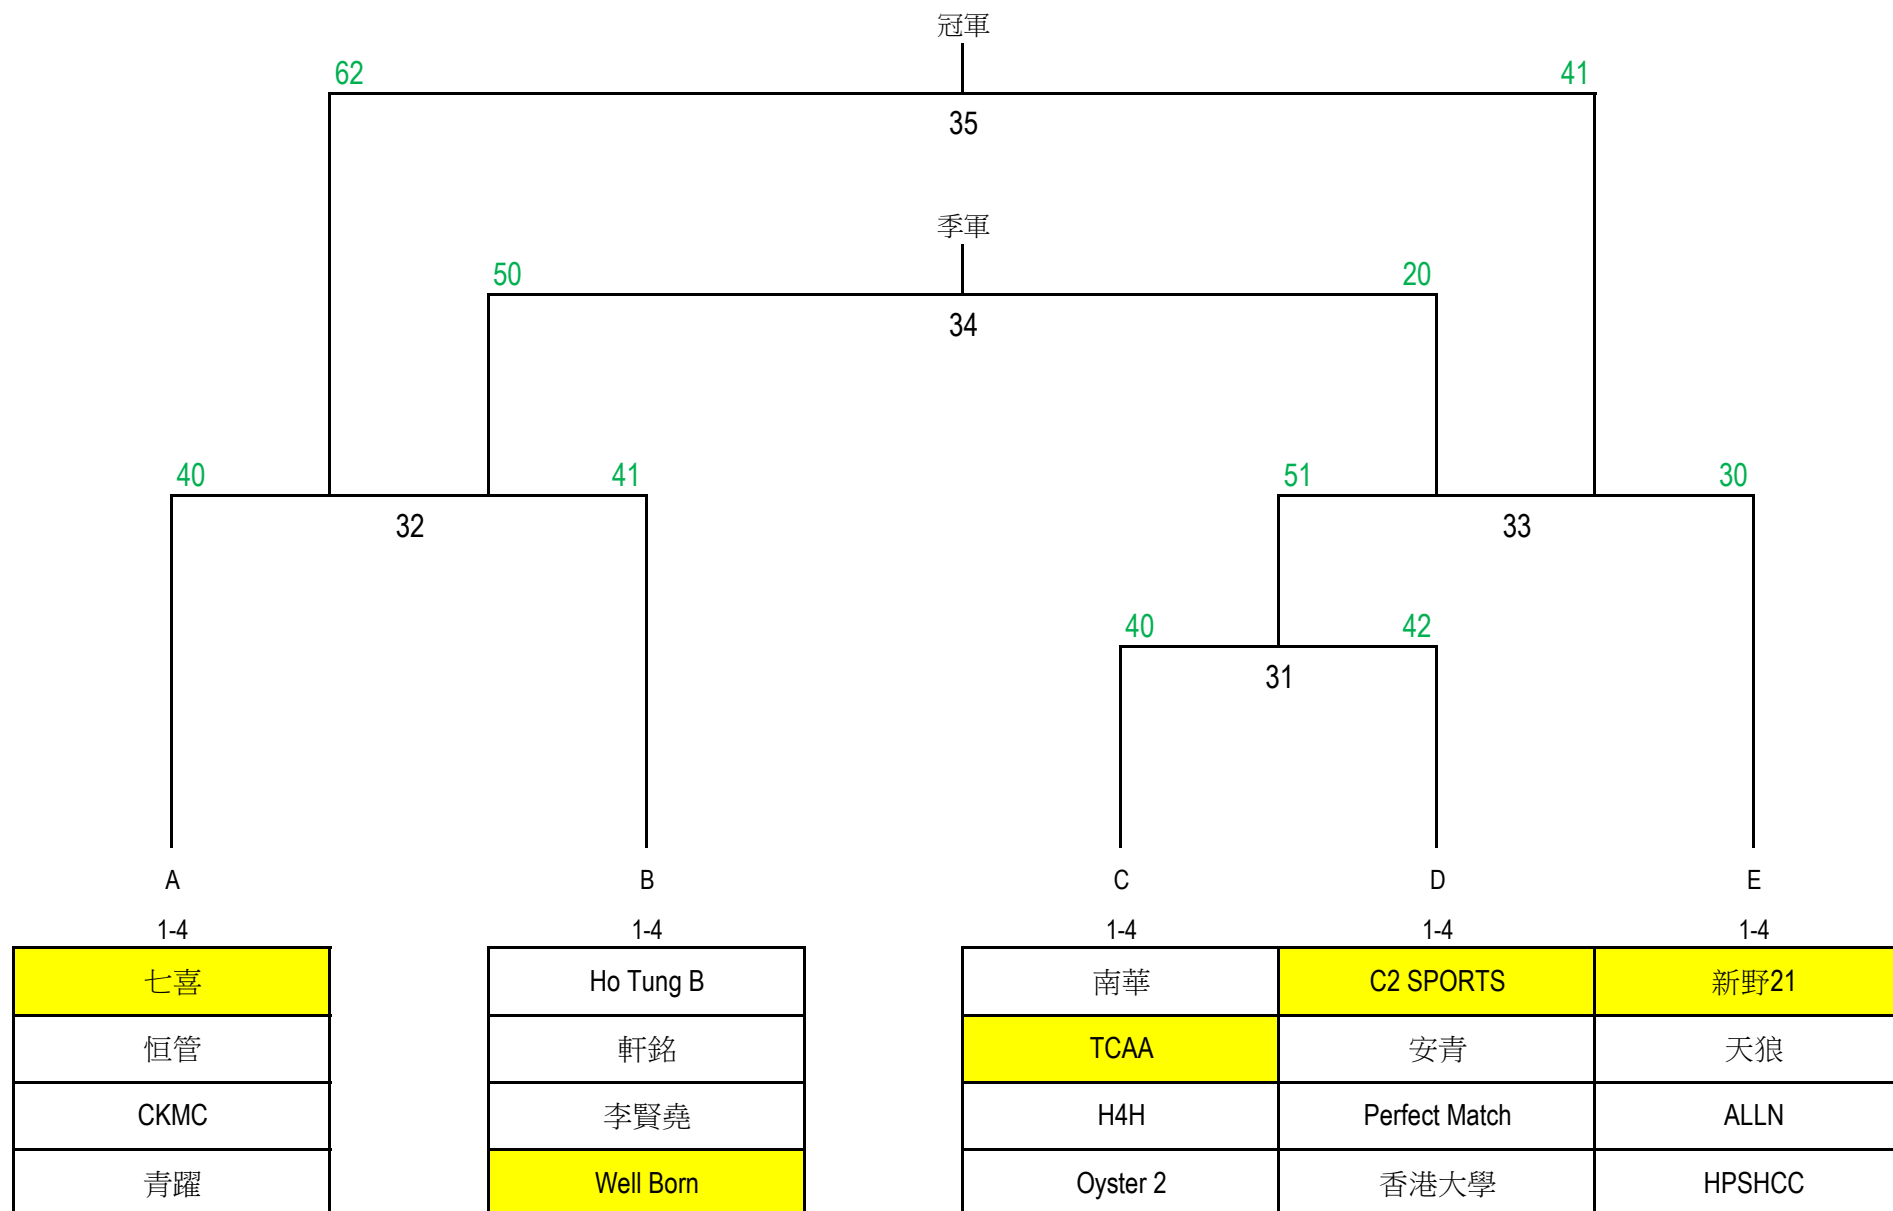 冠軍
62 41
35
季軍
50 20
34
40 41 51 30
32 33
40 42
31
A B C D E
1-4 1-4 1-4 1-4 1-4
七喜 Ho Tung B 南華 C2 SPORTS 新野21
恒管 軒銘 TCAA 安青 天狼
CKMC 李賢堯 H4H Perfect Match ALLN
青躍 Well Born Oyster 2 香港大學 HPSHCC